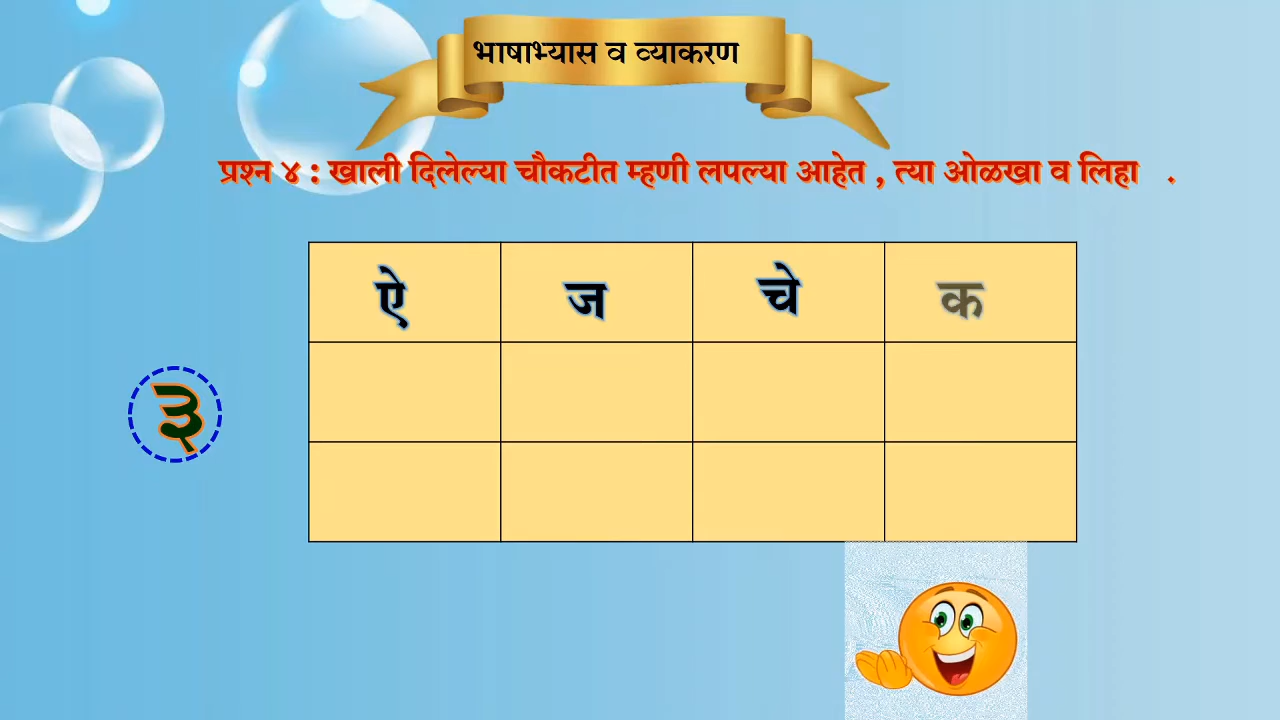 भाषाभ्यास व व्याकरण
प्रश्न ४ : खाली दिलेल्या चौकटीत म्हणी लपल्या आहेत , त्या ओळखा व लिहा .
ऐ ज चे क
३